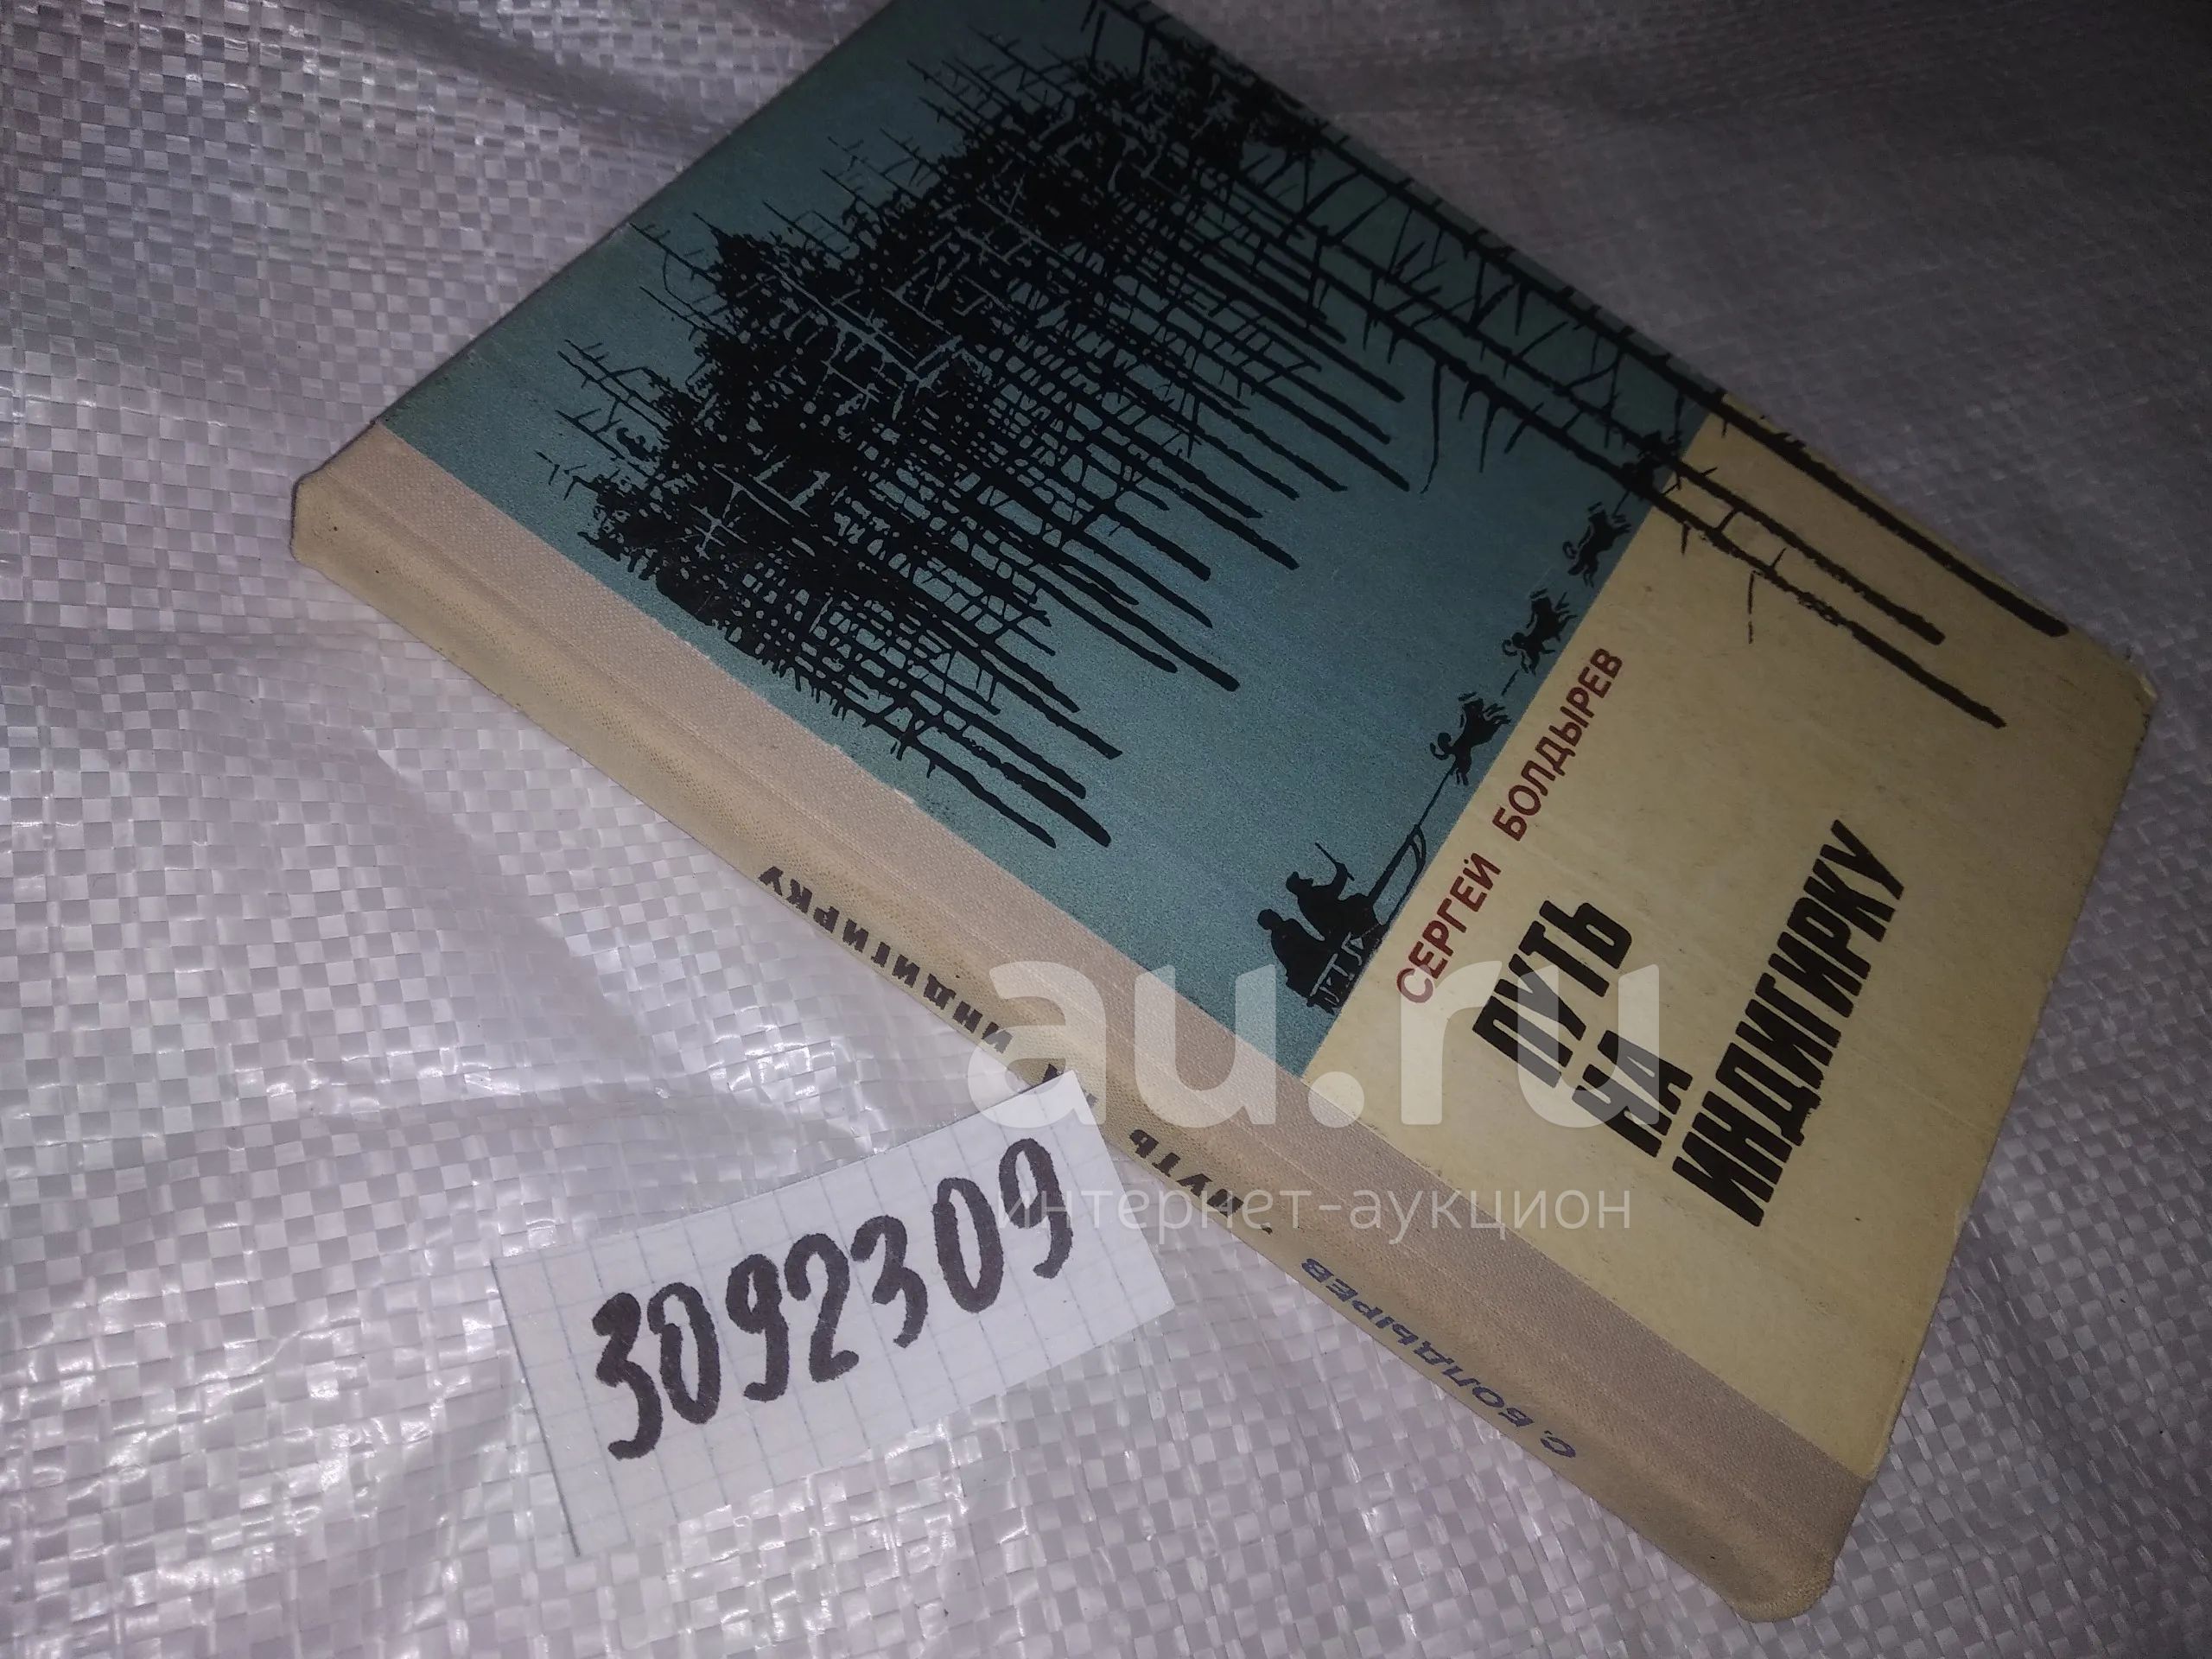 СЕРГЕЙ БОЛДЫРЕВ
ПУТЬ
НА
ИНДИГИРКУ
С. БОЛДЫРЕВ · ПУТЬ НА ИНДИГИРКУ
3092309
au.ru
интернет-аукцион